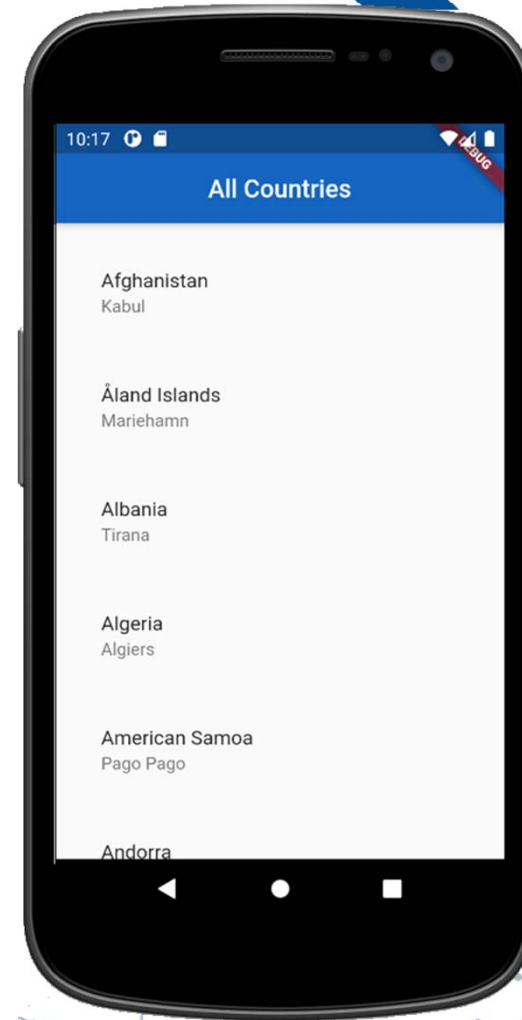 10:17
DEBUG
All Countries
Afghanistan
Kabul
Åland Islands
Mariehamn
Albania
Tirana
Algeria
Algiers
American Samoa
Pago Pago
Andorra